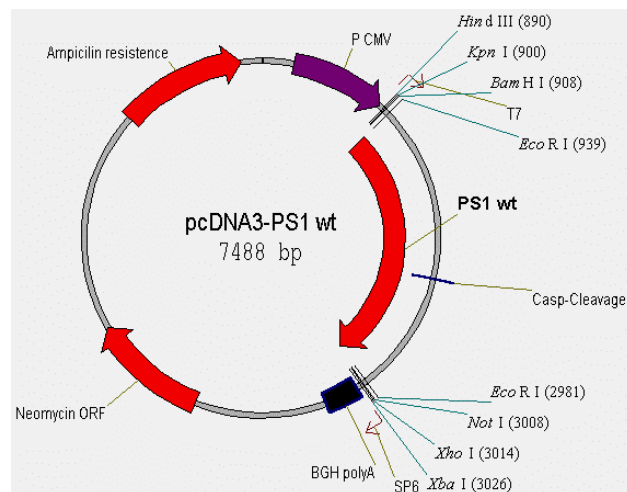 P CMV
Hind III (890)
Kpn I (900)
Bam H I (908)
T7
Eco R I (939)
Ampicilin resistence
PS1 wt
pcDNA3-PS1 wt
7488 bp
Casp-Cleavage
Eco R I (2981)
Not I (3008)
Xho I (3014)
Xba I (3026)
SP6
BGH polyA
Neomycin ORF